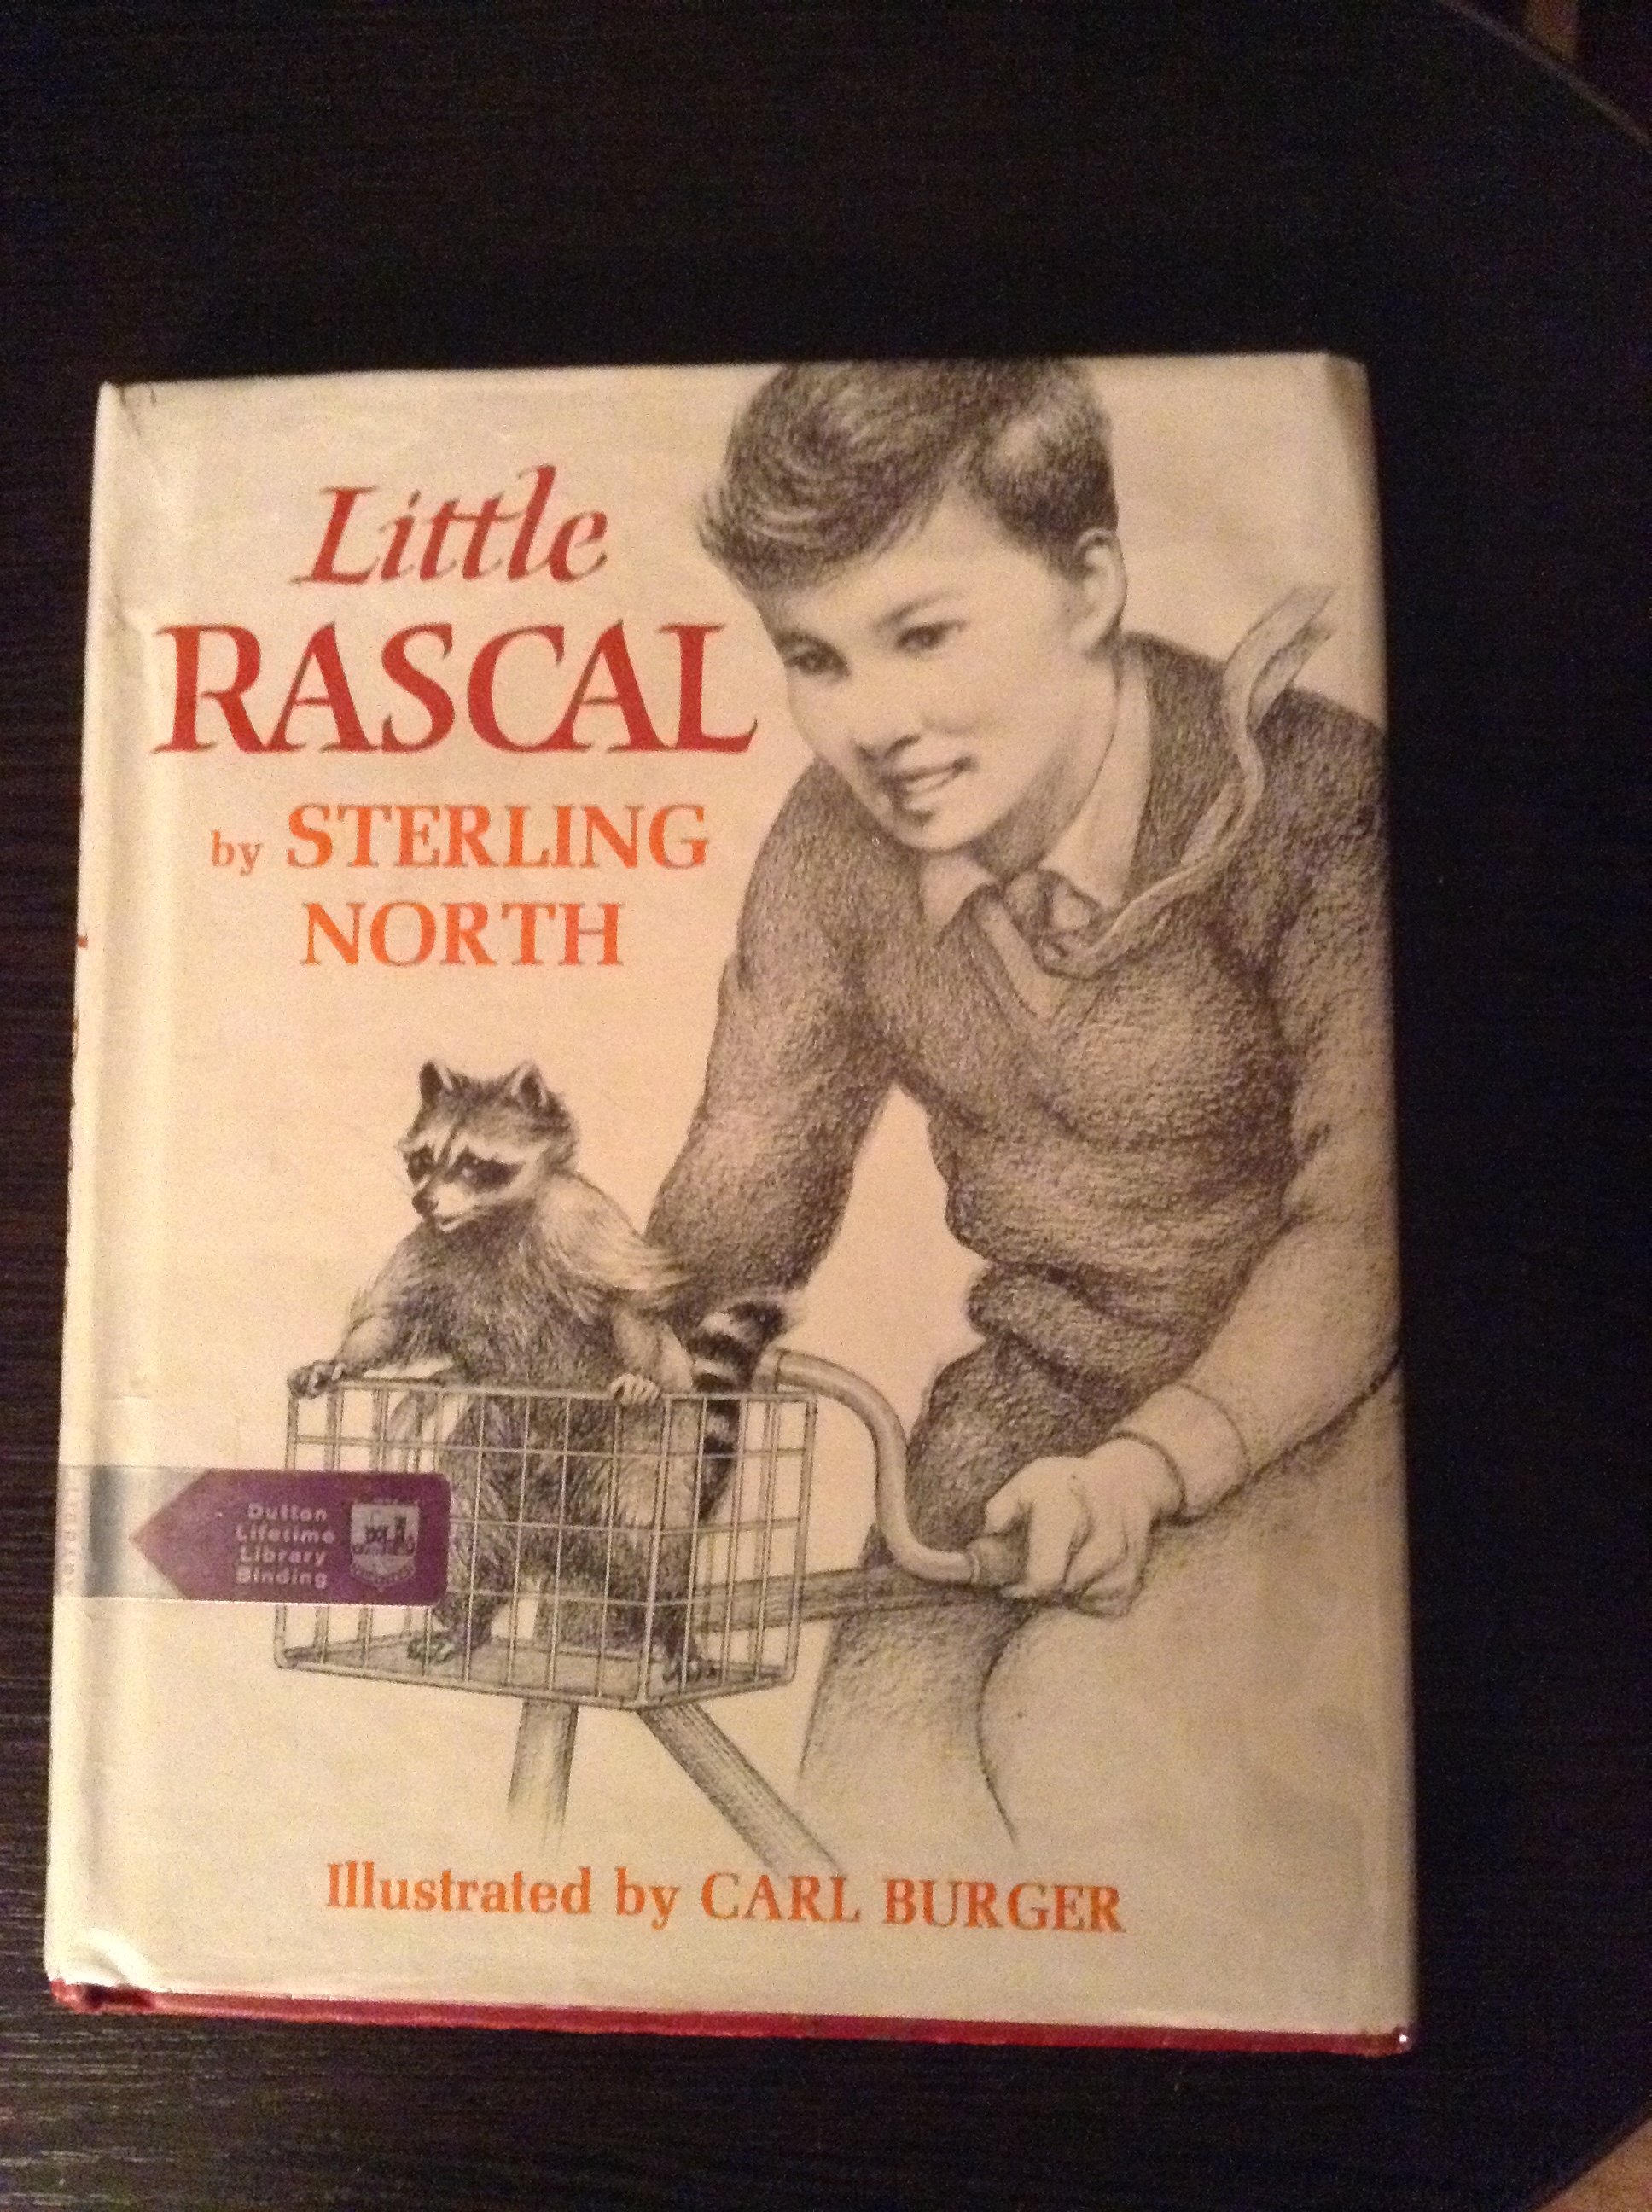 Little
RASCAL
by STERLING
NORTH
Dutton
Lifetime
Library
Binding
Illustrated by CARL BURGER